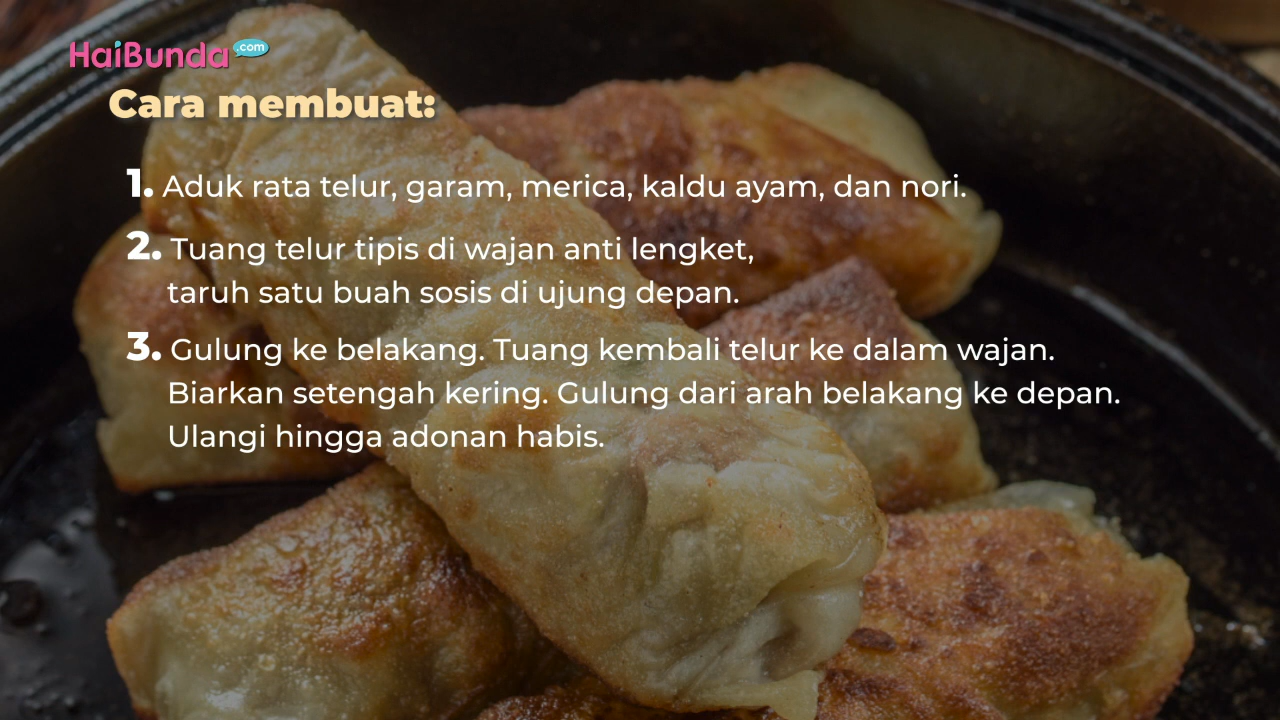 HaiBunda.com
Cara membuat:
1. Aduk rata telur, garam, merica, kaldu ayam, dan nori.
2. Tuang telur tipis di wajan anti lengket,
taruh satu buah sosis di ujung depan.
3. Gulung ke belakang. Tuang kembali telur ke dalam wajan.
Biarkan setengah kering. Gulung dari arah belakang ke depan.
Ulangi hingga adonan habis.